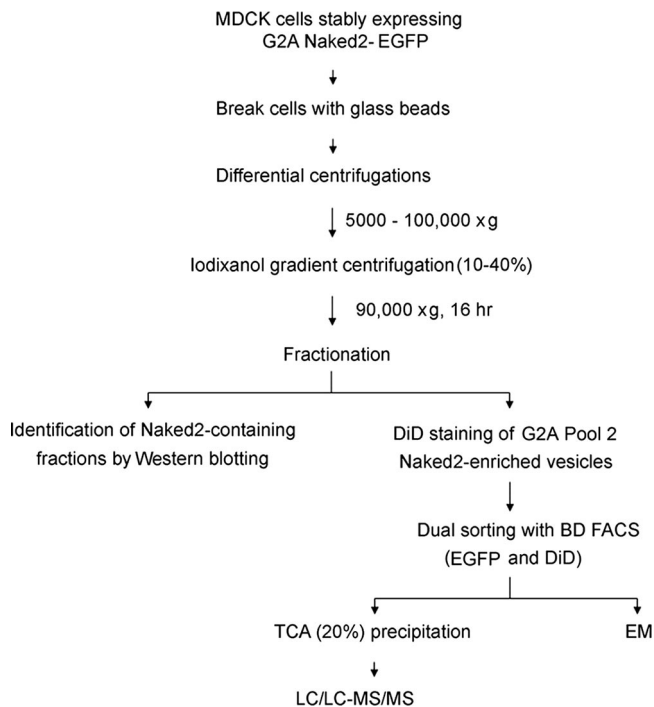 MDCK cells stably expressing
G2A Naked2- EGFP
Break cells with glass beads
Differential centrifugations
5000 - 100,000 xg
Iodixanol gradient centrifugation (10-40%)
90,000 xg, 16 hr
Fractionation
Identification of Naked2-containing
fractions by Western blotting
DiD staining of G2A Pool 2
Naked2-enriched vesicles
Dual sorting with BD FACS
(EGFP and DiD)
TCA (20%) precipitation
EM
LC/LC-MS/MS